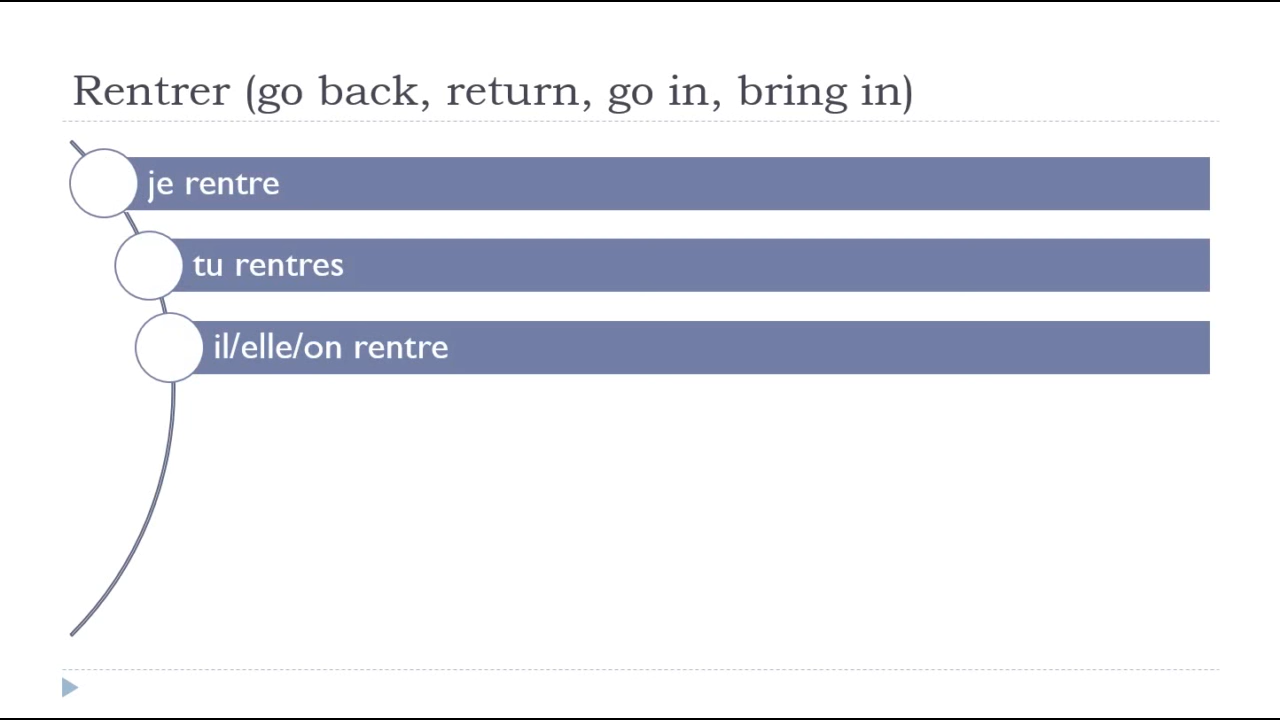 Rentrer (go back, return, go in, bring in)
je rentre
tu rentres
il/elle/on rentre